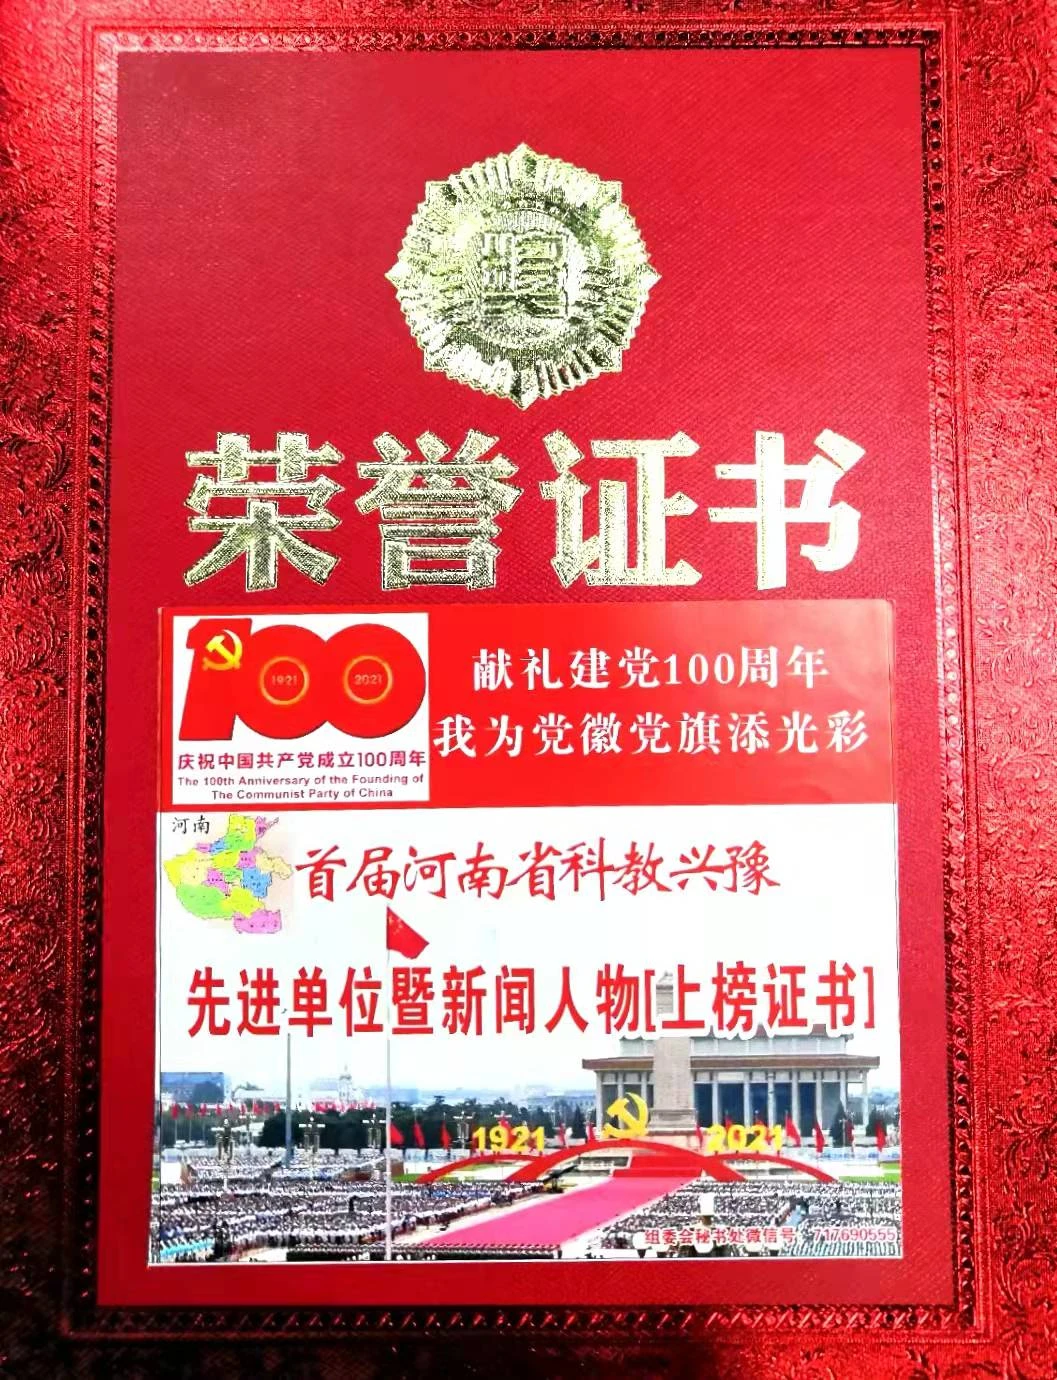 奖
荣誉证书
1921
2021
庆祝中国共产党成立100周年
The 100th Anniversary of the Founding of
The Communist Party of China
献礼建党100周年
我为党徽党旗添光彩
河南
首届河南省科教兴豫
先进单位暨新闻人物[上榜证书]
1921
2021
组委会秘书处微信号：717690555